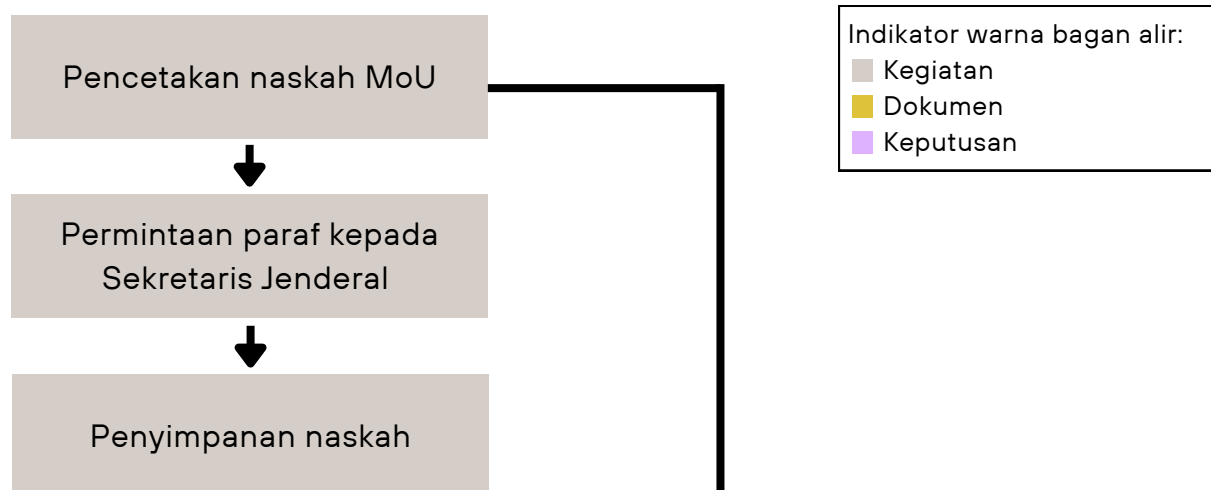 Pencetakan naskah MoU
Permintaan paraf kepada
Sekretaris Jenderal
Penyimpanan naskah
Indikator warna bagan alir:
Kegiatan
Dokumen
Keputusan